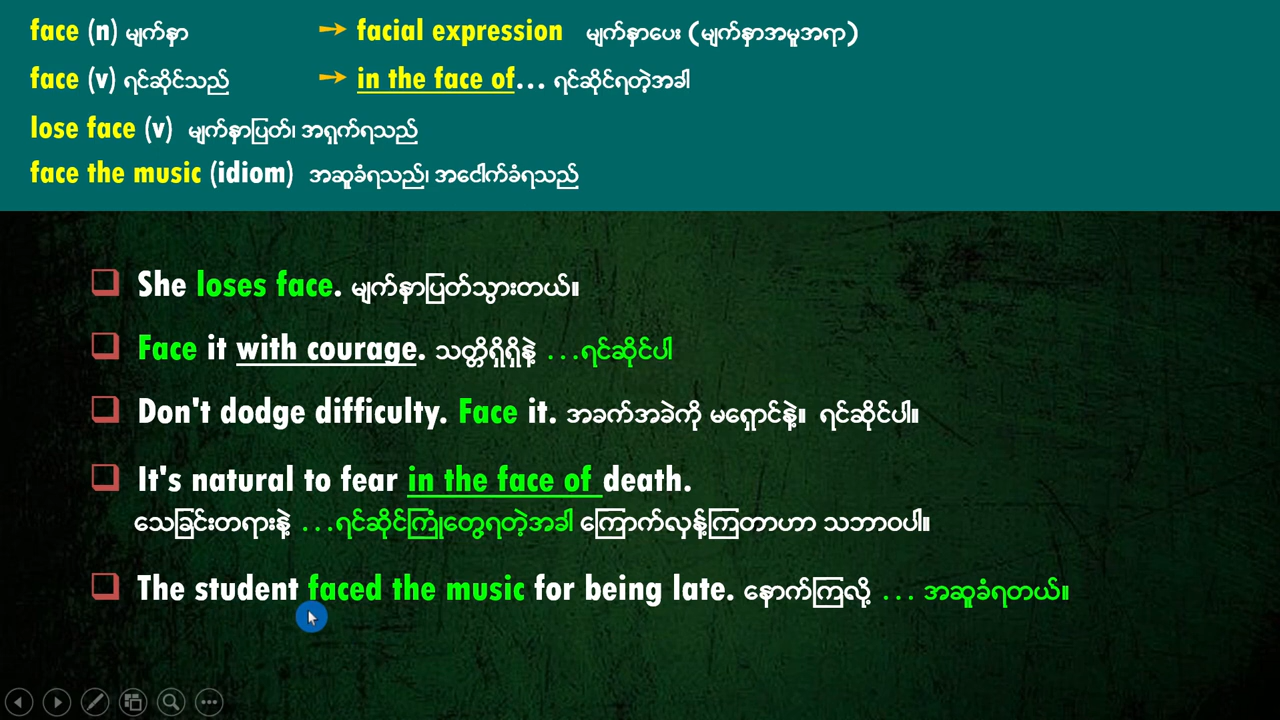 face (n) မျက်နှာ → facial expression မျက်နှာပေး (မျက်နှာအမူအရာ)
face (v) ရင်ဆိုင်သည် → in the face of... ရင်ဆိုင်ရတဲ့အခါ
lose face (v) မျက်နှာပြတ်၊ အရှက်ရသည်
face the music (idiom) အဆူခံရသည်၊ အငေါက်ခံရသည်
❑ She loses face. မျက်နှာပြတ်သွားတယ်။
❑ Face it with courage. သတ္တိရှိရှိနဲ့ ...ရင်ဆိုင်ပါ
❑ Don't dodge difficulty. Face it. အခက်အခဲကို မရှောင်နဲ့။ ရင်ဆိုင်ပါ။
❑ It's natural to fear in the face of death.
သေခြင်းတရားနဲ့ ...ရင်ဆိုင်ကြုံတွေ့ရတဲ့အခါ ကြောက်လှန့်ကြတာဟာ သဘာဝပါ။
❑ The student faced the music for being late. နောက်ကြလို့ ... အဆူခံရတယ်။